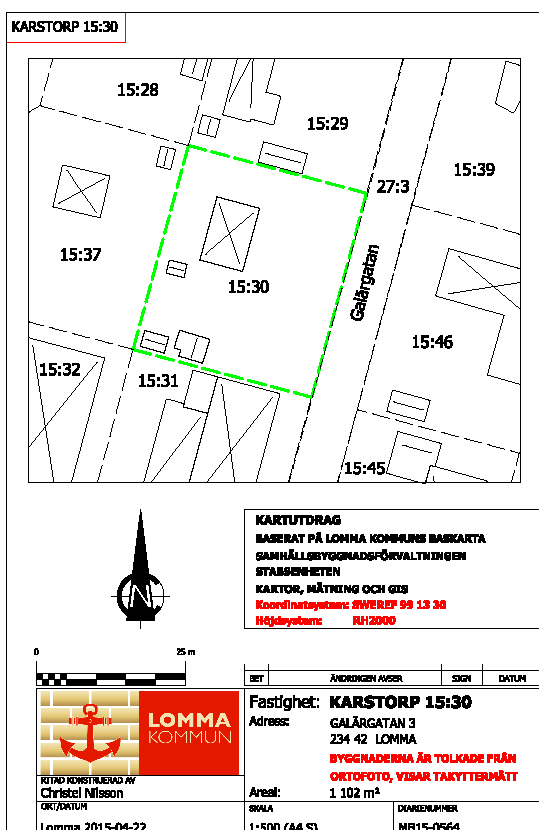 KARSTORP 15:30
15:28
15:29
27:3
15:39
15:37
15:30
Galärgatan
15:46
15:32
15:31
15:45
KARTUTDRAG
BASERAT PÅ LOMMA KOMMUNS BASKARTA
SAMHÄLLSBYGGNADSFÖRVALTNINGEN
STABSENHETEN
KARTOR, MÄTNING OCH GIS
Koordinatsystem: SWEREF 99 13 30
Höjdsystem: RH2000
0 25 m
BET ÄNDRINGEN AVSER SIGN DATUM
LOMMA
KOMMUN
Fastighet: KARSTORP 15:30
Adress: GALÄRGATAN 3
234 42 LOMMA
BYGGNADERNA ÄR TOLKADE FRÅN
ORTOFOTO, VISAR TAKYTTERMÅTT
RITAD KONSTRUERAD AV
Christel Nilsson
Areal: 1 102 m²
ORT/DATUM
Lomma 2015-04-22
SKALA
1:500 (A4 S)
DIARIENUMMER
MB15-0564